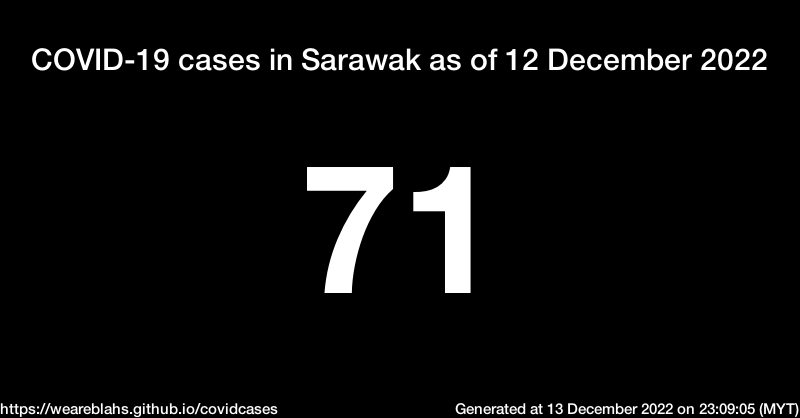 COVID-19 cases in Sarawak as of 12 December 2022
71
https://weareblahs.github.io/covidcases
Generated at 13 December 2022 on 23:09:05 (MYT)